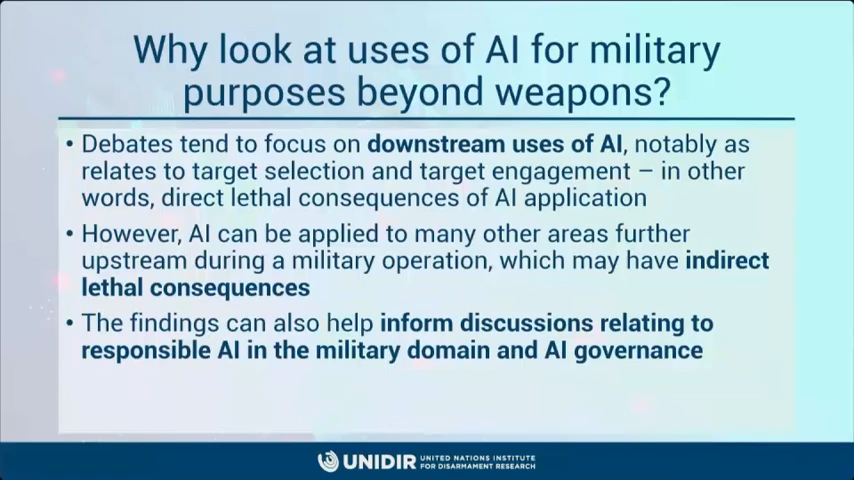 Why look at uses of AI for military
purposes beyond weapons?
• Debates tend to focus on downstream uses of AI, notably as
relates to target selection and target engagement – in other
words, direct lethal consequences of AI application
• However, AI can be applied to many other areas further
upstream during a military operation, which may have indirect
lethal consequences
• The findings can also help inform discussions relating to
responsible AI in the military domain and AI governance
UNIDIR UNITED NATIONS INSTITUTE
FOR DISARMAMENT RESEARCH